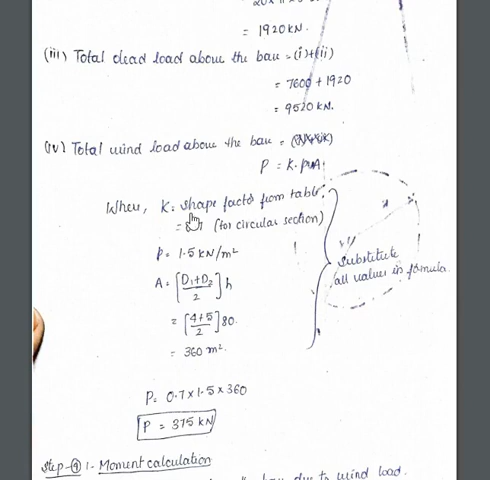 = 1920 KN.
(iii) Total dead load above the base = (i)+(ii)
= 7600 + 1920
= 9520 KN.
(iv) Total wind load above the base =
P = K. P.A
When, K = shape factor from table.
= (for circular section)
P = 1.5 KN/m²
A = [D₁+D₂/2] h
substitute
all values in formula.
= [4+5/2] 80
= 360 m².
P = 0.7 x 1.5 x 360
P = 375 KN
Step-④ :- Moment calculation
due to wind load.